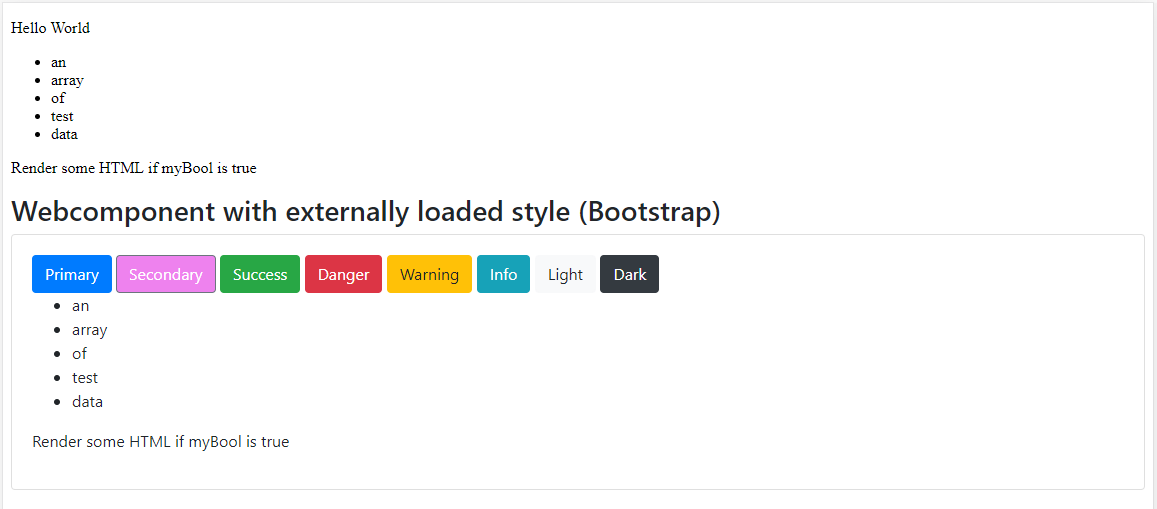 Hello World
an
array
of
test
data
Render some HTML if myBool is true
Webcomponent with externally loaded style (Bootstrap)
Primary Secondary Success Danger Warning Info Light Dark
an
array
of
test
data
Render some HTML if myBool is true